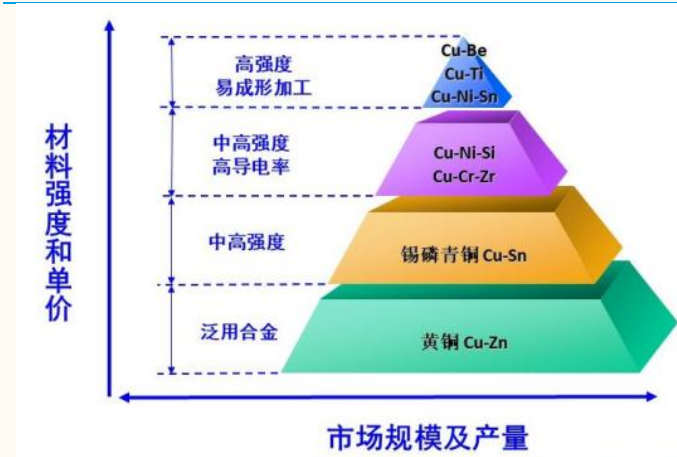 材料强度和单价
高强度
易成形加工
Cu-Be
Cu-Ti
Cu-Ni-Sn
中高强度
高导电率
Cu-Ni-Si
Cu-Cr-Zr
中高强度
锡磷青铜 Cu-Sn
泛用合金
黄铜 Cu-Zn
市场规模及产量